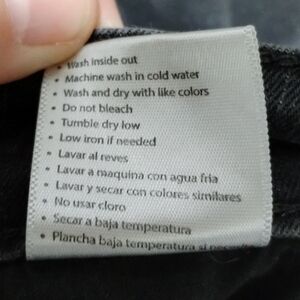 • Wash inside out
• Machine wash in cold water
• Wash and dry with like colors
• Do not bleach
• Tumble dry low
• Low iron if needed
• Lavar al reves
• Lavar a maquina con agua fria
• Lavar y secar con colores similares
• No usar cloro
• Secar a baja temperatura
• Plancha baja temperatura si